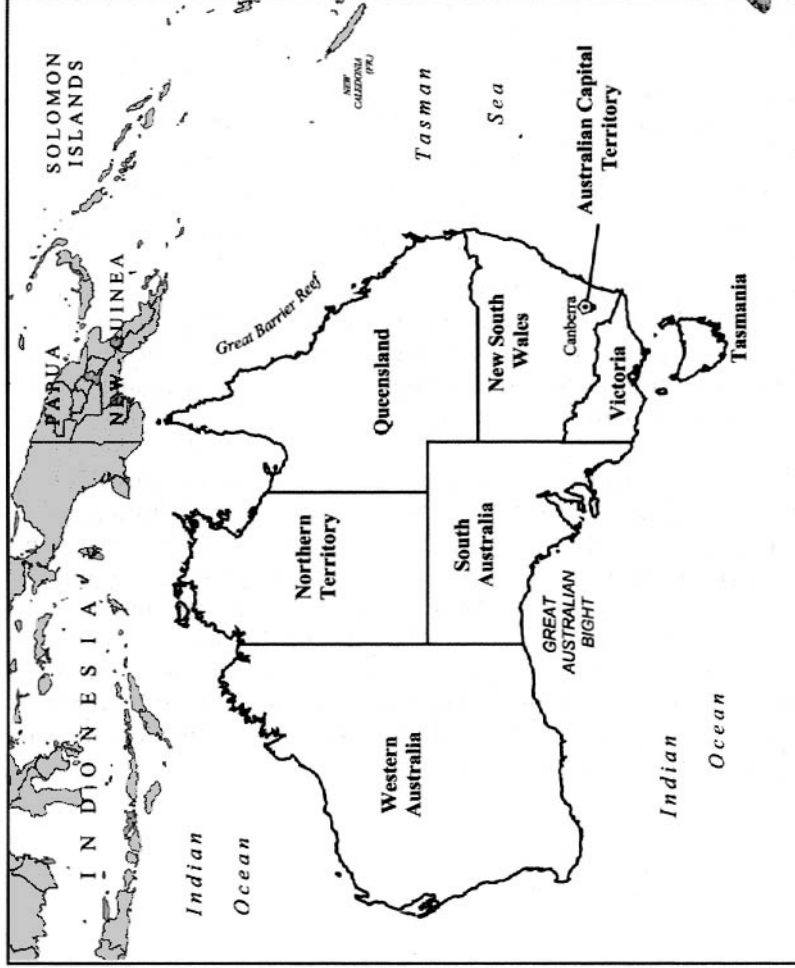 SOLOMON
ISLANDS
PAPUA
NEW GUINEA
INDONESIA
NEW
CALEDONIA
(FR.)
Great Barrier Reef
Indian
Ocean
Northern
Territory
Queensland
Tasman
Sea
Western
Australia
South
Australia
New South
Wales
Canberra
Australian Capital
Territory
GREAT
AUSTRALIAN
BIGHT
Victoria
Tasmania
Indian
Ocean